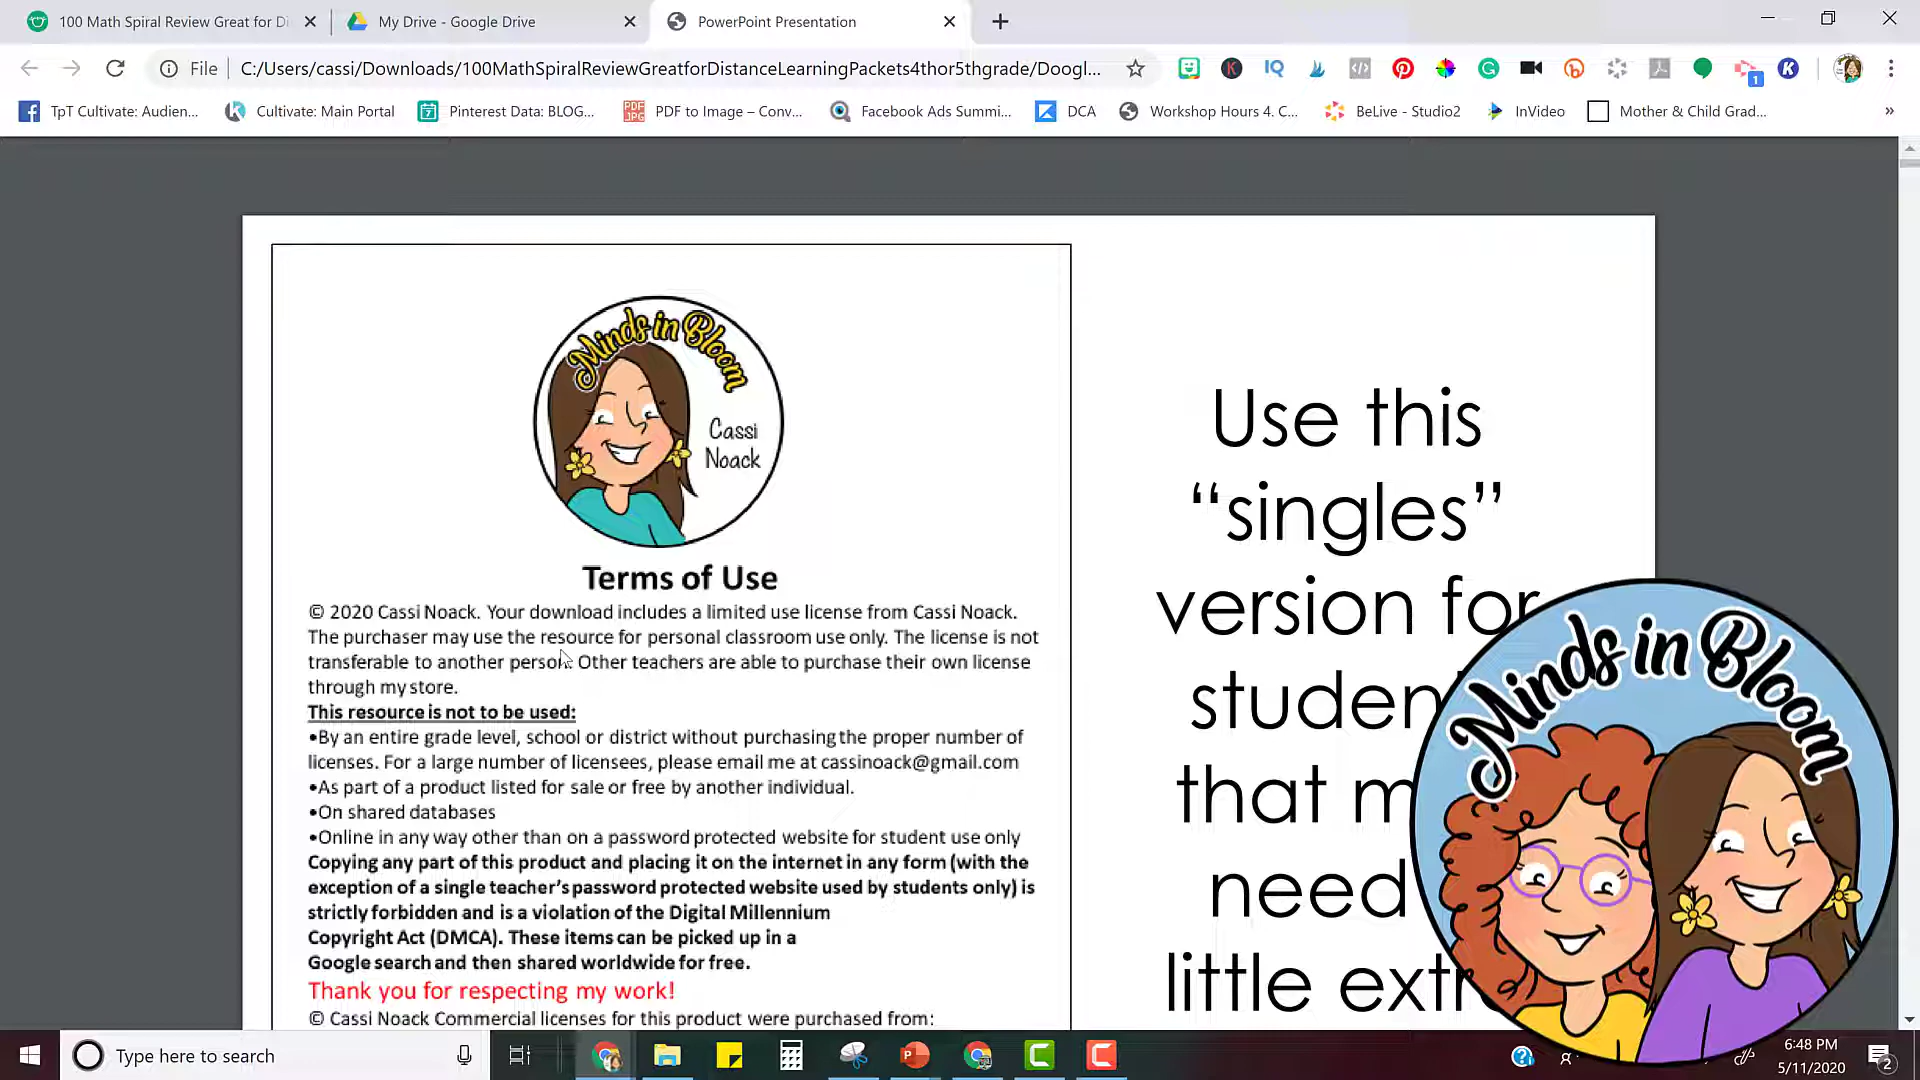 100 Math Spiral Review Great for Di
My Drive - Google Drive
PowerPoint Presentation
File
C:/Users/cassi/Downloads/100MathSpiralReviewGreatforDistanceLearningPackets4thor5thgrade/Doogl...
TpT Cultivate: Audien...
Cultivate: Main Portal
Pinterest Data: BLOG...
PDF to Image – Conv...
Facebook Ads Summi...
DCA
Workshop Hours 4. C...
BeLive - Studio2
InVideo
Mother & Child Grad...
»
Minds in Bloom
Cassi
Noack
Terms of Use
© 2020 Cassi Noack. Your download includes a limited use license from Cassi Noack.
The purchaser may use the resource for personal classroom use only. The license is not
transferable to another person. Other teachers are able to purchase their own license
through my store.
This resource is not to be used:
•By an entire grade level, school or district without purchasing the proper number of
licenses. For a large number of licensees, please email me at cassinoack@gmail.com
•As part of a product listed for sale or free by another individual.
•On shared databases
•Online in any way other than on a password protected website for student use only
Copying any part of this product and placing it on the internet in any form (with the
exception of a single teacher's password protected website used by students only) is
strictly forbidden and is a violation of the Digital Millennium
Copyright Act (DMCA). These items can be picked up in a
Google search and then shared worldwide for free.
Thank you for respecting my work!
© Cassi Noack Commercial licenses for this product were purchased from:
Use this
“singles”
version for
studen
that m
need
little extr
Minds in Bloom
Type here to search
6:48 PM
5/11/2020
2